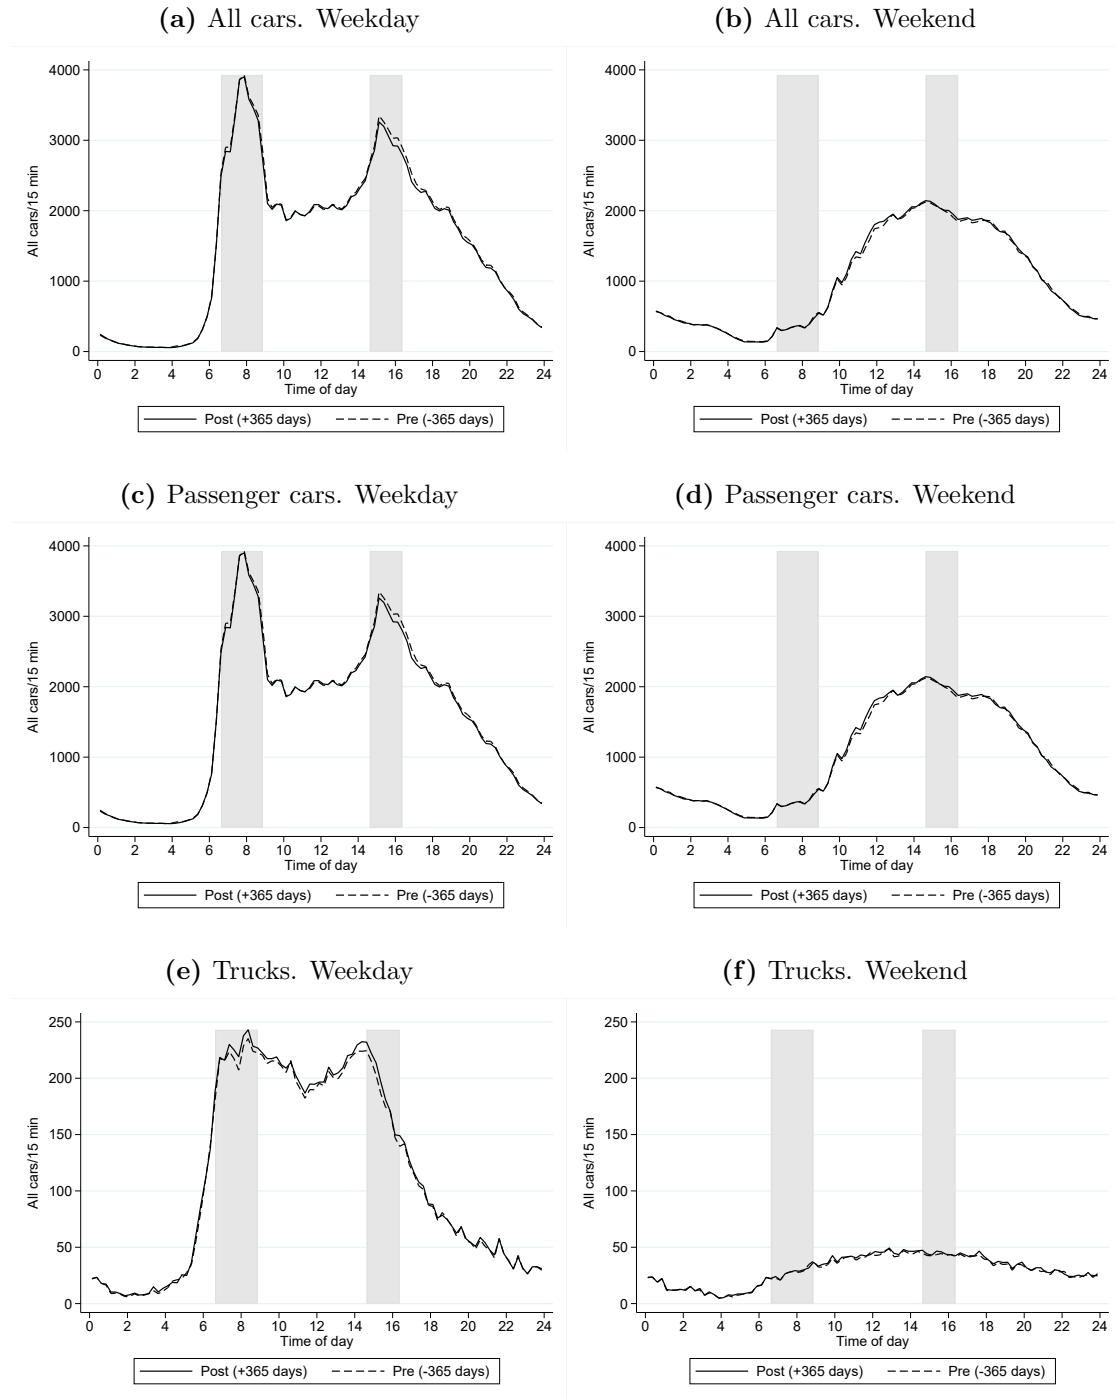 (a) All cars. Weekday
4000
3000
2000
1000
0
All cars/15 min
0 2 4 6 8 10 12 14 16 18 20 22 24
Time of day
Post (+365 days) Pre (-365 days)
(b) All cars. Weekend
4000
3000
2000
1000
0
All cars/15 min
0 2 4 6 8 10 12 14 16 18 20 22 24
Time of day
Post (+365 days) Pre (-365 days)
(c) Passenger cars. Weekday
4000
3000
2000
1000
0
All cars/15 min
0 2 4 6 8 10 12 14 16 18 20 22 24
Time of day
Post (+365 days) Pre (-365 days)
(d) Passenger cars. Weekend
4000
3000
2000
1000
0
All cars/15 min
0 2 4 6 8 10 12 14 16 18 20 22 24
Time of day
Post (+365 days) Pre (-365 days)
(e) Trucks. Weekday
250
200
150
100
50
0
All cars/15 min
0 2 4 6 8 10 12 14 16 18 20 22 24
Time of day
Post (+365 days) Pre (-365 days)
(f) Trucks. Weekend
250
200
150
100
50
0
All cars/15 min
0 2 4 6 8 10 12 14 16 18 20 22 24
Time of day
Post (+365 days) Pre (-365 days)